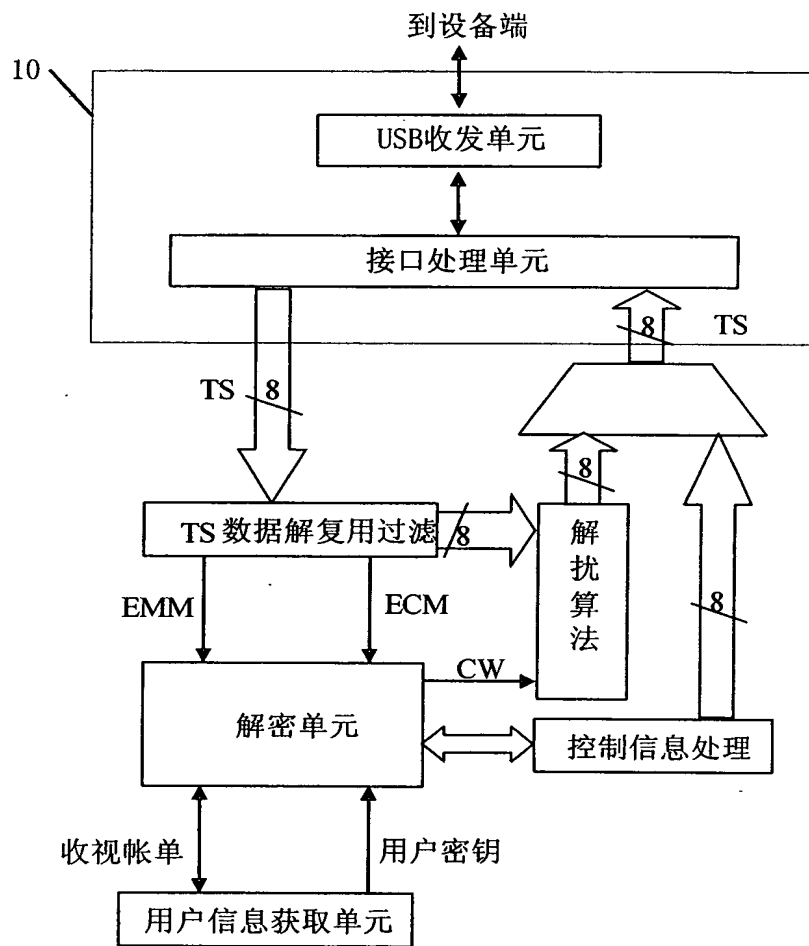 到设备端
10
USB收发单元
接口处理单元
8
TS
TS
8
8
TS数据解复用过滤
8
解扰算法
8
EMM
ECM
CW
解密单元
控制信息处理
收视帐单
用户密钥
用户信息获取单元